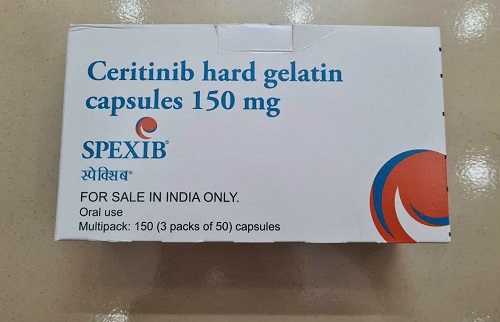 Ceritinib hard gelatin
capsules 150 mg
SPEXIB®
स्पेक्सिब®
FOR SALE IN INDIA ONLY.
Oral use
Multipack: 150 (3 packs of 50) capsules